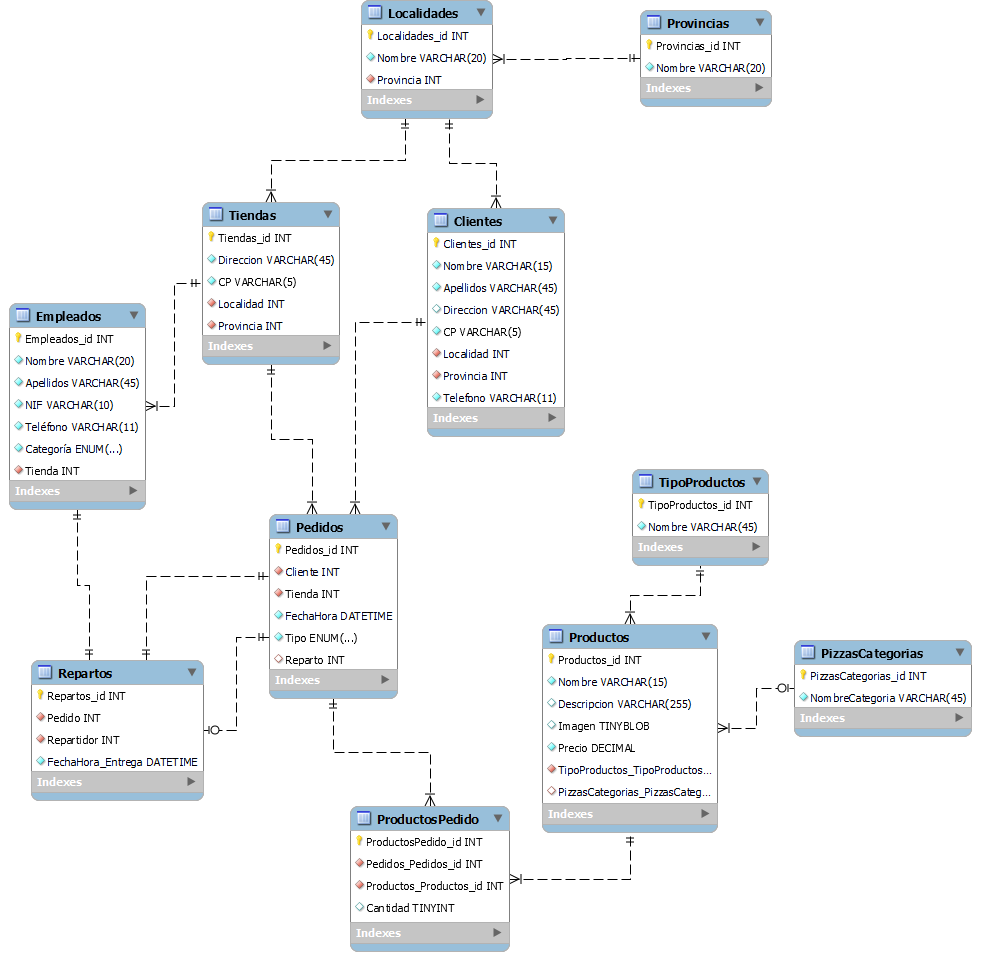 Localidades
Localidades_id INT
Nombre VARCHAR(20)
Provincia INT
Indexes
Provincias
Provincias_id INT
Nombre VARCHAR(20)
Indexes
Tiendas
Tiendas_id INT
Direccion VARCHAR(45)
CP VARCHAR(5)
Localidad INT
Provincia INT
Indexes
Clientes
Clientes_id INT
Nombre VARCHAR(15)
Apellidos VARCHAR(45)
Direccion VARCHAR(45)
CP VARCHAR(5)
Localidad INT
Provincia INT
Telefono VARCHAR(11)
Indexes
Empleados
Empleados_id INT
Nombre VARCHAR(20)
Apellidos VARCHAR(45)
NIF VARCHAR(10)
Teléfono VARCHAR(11)
Categoría ENUM(...)
Tienda INT
Indexes
Pedidos
Pedidos_id INT
Cliente INT
Tienda INT
FechaHora DATETIME
Tipo ENUM(...)
Reparto INT
Indexes
TipoProductos
TipoProductos_id INT
Nombre VARCHAR(45)
Indexes
Productos
Productos_id INT
Nombre VARCHAR(15)
Descripcion VARCHAR(255)
Imagen TINYBLOB
Precio DECIMAL
TipoProductos_TipoProductos...
PizzasCategorias_PizzasCateg...
Indexes
PizzasCategorias
PizzasCategorias_id INT
NombreCategoria VARCHAR(45)
Indexes
Repartos
Repartos_id INT
Pedido INT
Repartidor INT
FechaHora_Entrega DATETIME
Indexes
ProductosPedido
ProductosPedido_id INT
Pedidos_Pedidos_id INT
Productos_Productos_id INT
Cantidad TINYINT
Indexes